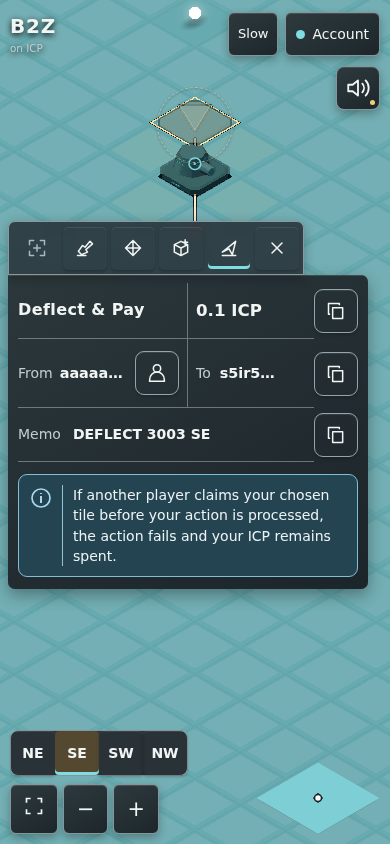 B2Z
on ICP
Slow
Account
Deflect & Pay
0.1 ICP
From aaaaa…
To s5ir5…
Memo DEFLECT 3003 SE
If another player claims your chosen
tile before your action is processed,
the action fails and your ICP remains
spent.
NE SE SW NW